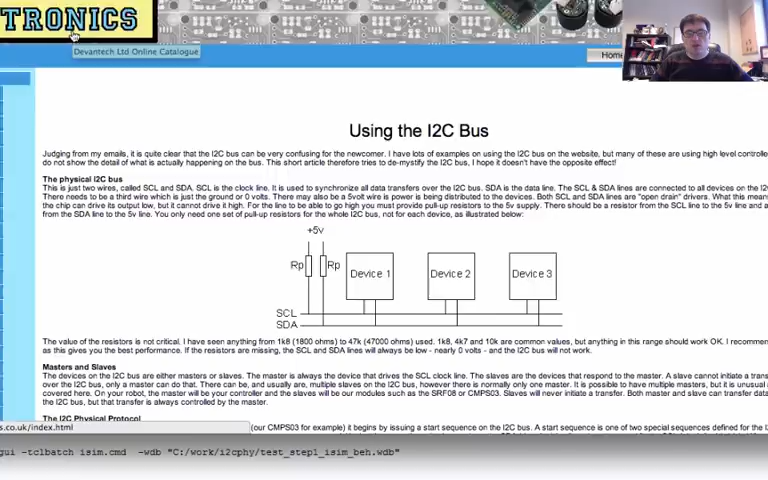 TRONICS
Devantech Ltd Online Catalogue
Home
Using the I2C Bus
Judging from my emails, it is quite clear that the I2C bus can be very confusing for the newcomer. I have lots of examples on using the I2C bus on the website, but many of these are using high level controlle
do not show the detail of what is actually happening on the bus. This short article therefore tries to de-mystify the I2C bus, I hope it doesn't have the opposite effect!
The physical I2C bus
This is just two wires, called SCL and SDA. SCL is the clock line. It is used to synchronize all data transfers over the I2C bus. SDA is the data line. The SCL & SDA lines are connected to all devices on the I2C
There needs to be a third wire which is just the ground or 0 volts. There may also be a 5volt wire is power is being distributed to the devices. Both SCL and SDA lines are "open drain" drivers. What this means
the chip can drive its output low, but it cannot drive it high. For the line to be able to go high you must provide pull-up resistors to the 5v supply. There should be a resistor from the SCL line to the 5v line and a
from the SDA line to the 5v line. You only need one set of pull-up resistors for the whole I2C bus, not for each device, as illustrated below:
+5v
Rp Rp Device 1 Device 2 Device 3
SCL
SDA
The value of the resistors is not critical. I have seen anything from 1k8 (1800 ohms) to 47k (47000 ohms) used. 1k8, 4k7 and 10k are common values, but anything in this range should work OK. I recommen
as this gives you the best performance. If the resistors are missing, the SCL and SDA lines will always be low - nearly 0 volts - and the I2C bus will not work.
Masters and Slaves
The devices on the I2C bus are either masters or slaves. The master is always the device that drives the SCL clock line. The slaves are the devices that respond to the master. A slave cannot initiate a trans
over the I2C bus, only a master can do that. There can be, and usually are, multiple slaves on the I2C bus, however there is normally only one master. It is possible to have multiple masters, but it is unusual a
covered here. On your robot, the master will be your controller and the slaves will be our modules such as the SRF08 or CMPS03. Slaves will never initiate a transfer. Both master and slave can transfer data
the I2C bus, but that transfer is always controlled by the master.
The I2C Physical Protocol
s.co.uk/index.html
(our CMPS03 for example) it begins by issuing a start sequence on the I2C bus. A start sequence is one of two special sequences defined for the I2
gui -tclbatch isim.cmd -wdb "C:/work/i2cphy/test_step1_isim_beh.wdb"